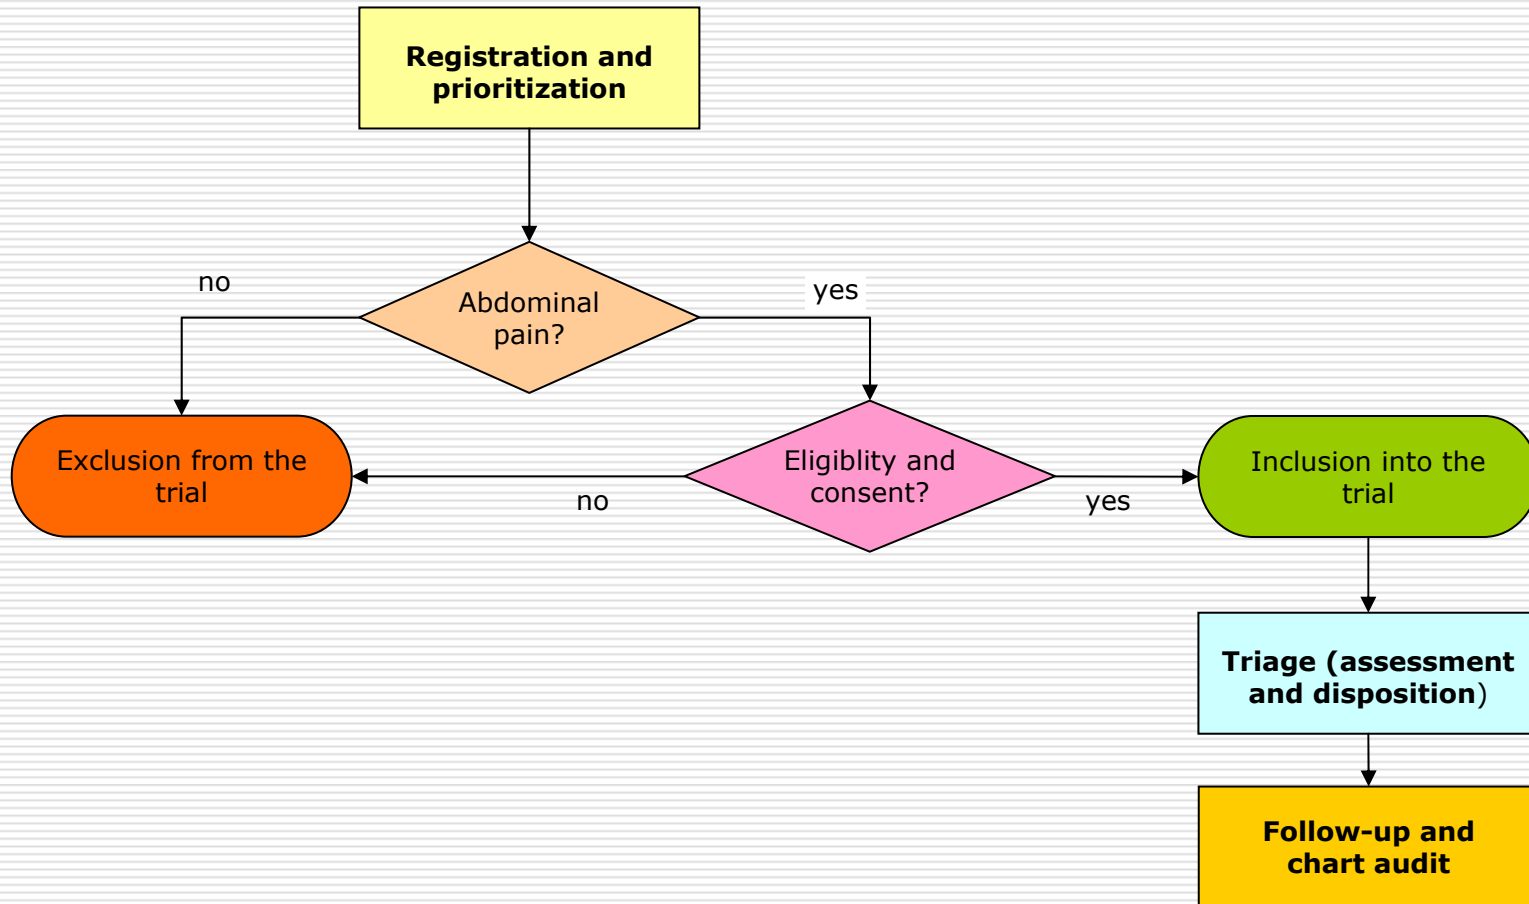 Registration and
prioritization
no
yes
Abdominal
pain?
Exclusion from the
trial
Eligiblity and
consent?
Inclusion into the
trial
no
yes
Triage (assessment
and disposition)
Follow-up and
chart audit